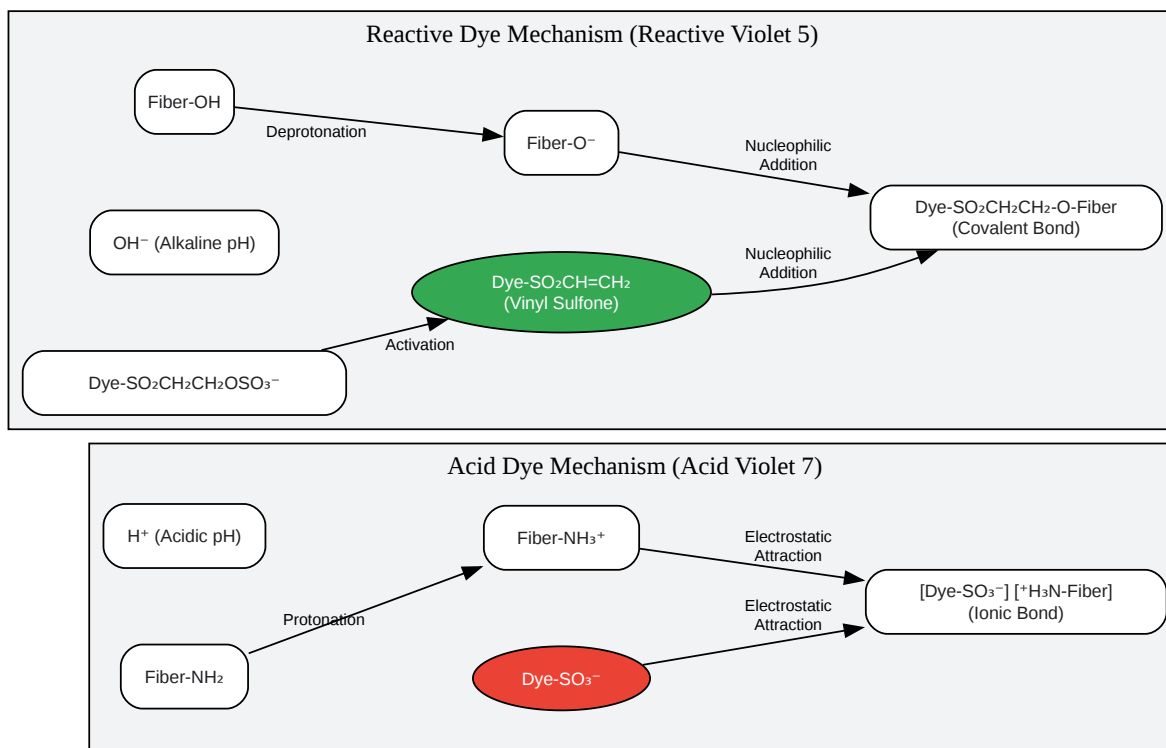 Reactive Dye Mechanism (Reactive Violet 5)
Fiber-OH
Deprotonation
Fiber-O⁻
Nucleophilic
Addition
Dye-SO₂CH₂CH₂-O-Fiber
(Covalent Bond)
OH⁻ (Alkaline pH)
Dye-SO₂CH=CH₂
(Vinyl Sulfone)
Nucleophilic
Addition
Activation
Dye-SO₂CH₂CH₂OSO₃⁻
Acid Dye Mechanism (Acid Violet 7)
H⁺ (Acidic pH)
Fiber-NH₃⁺
Electrostatic
Attraction
[Dye-SO₃⁻] [⁺H₃N-Fiber]
(Ionic Bond)
Protonation
Electrostatic
Attraction
Fiber-NH₂
Dye-SO₃⁻